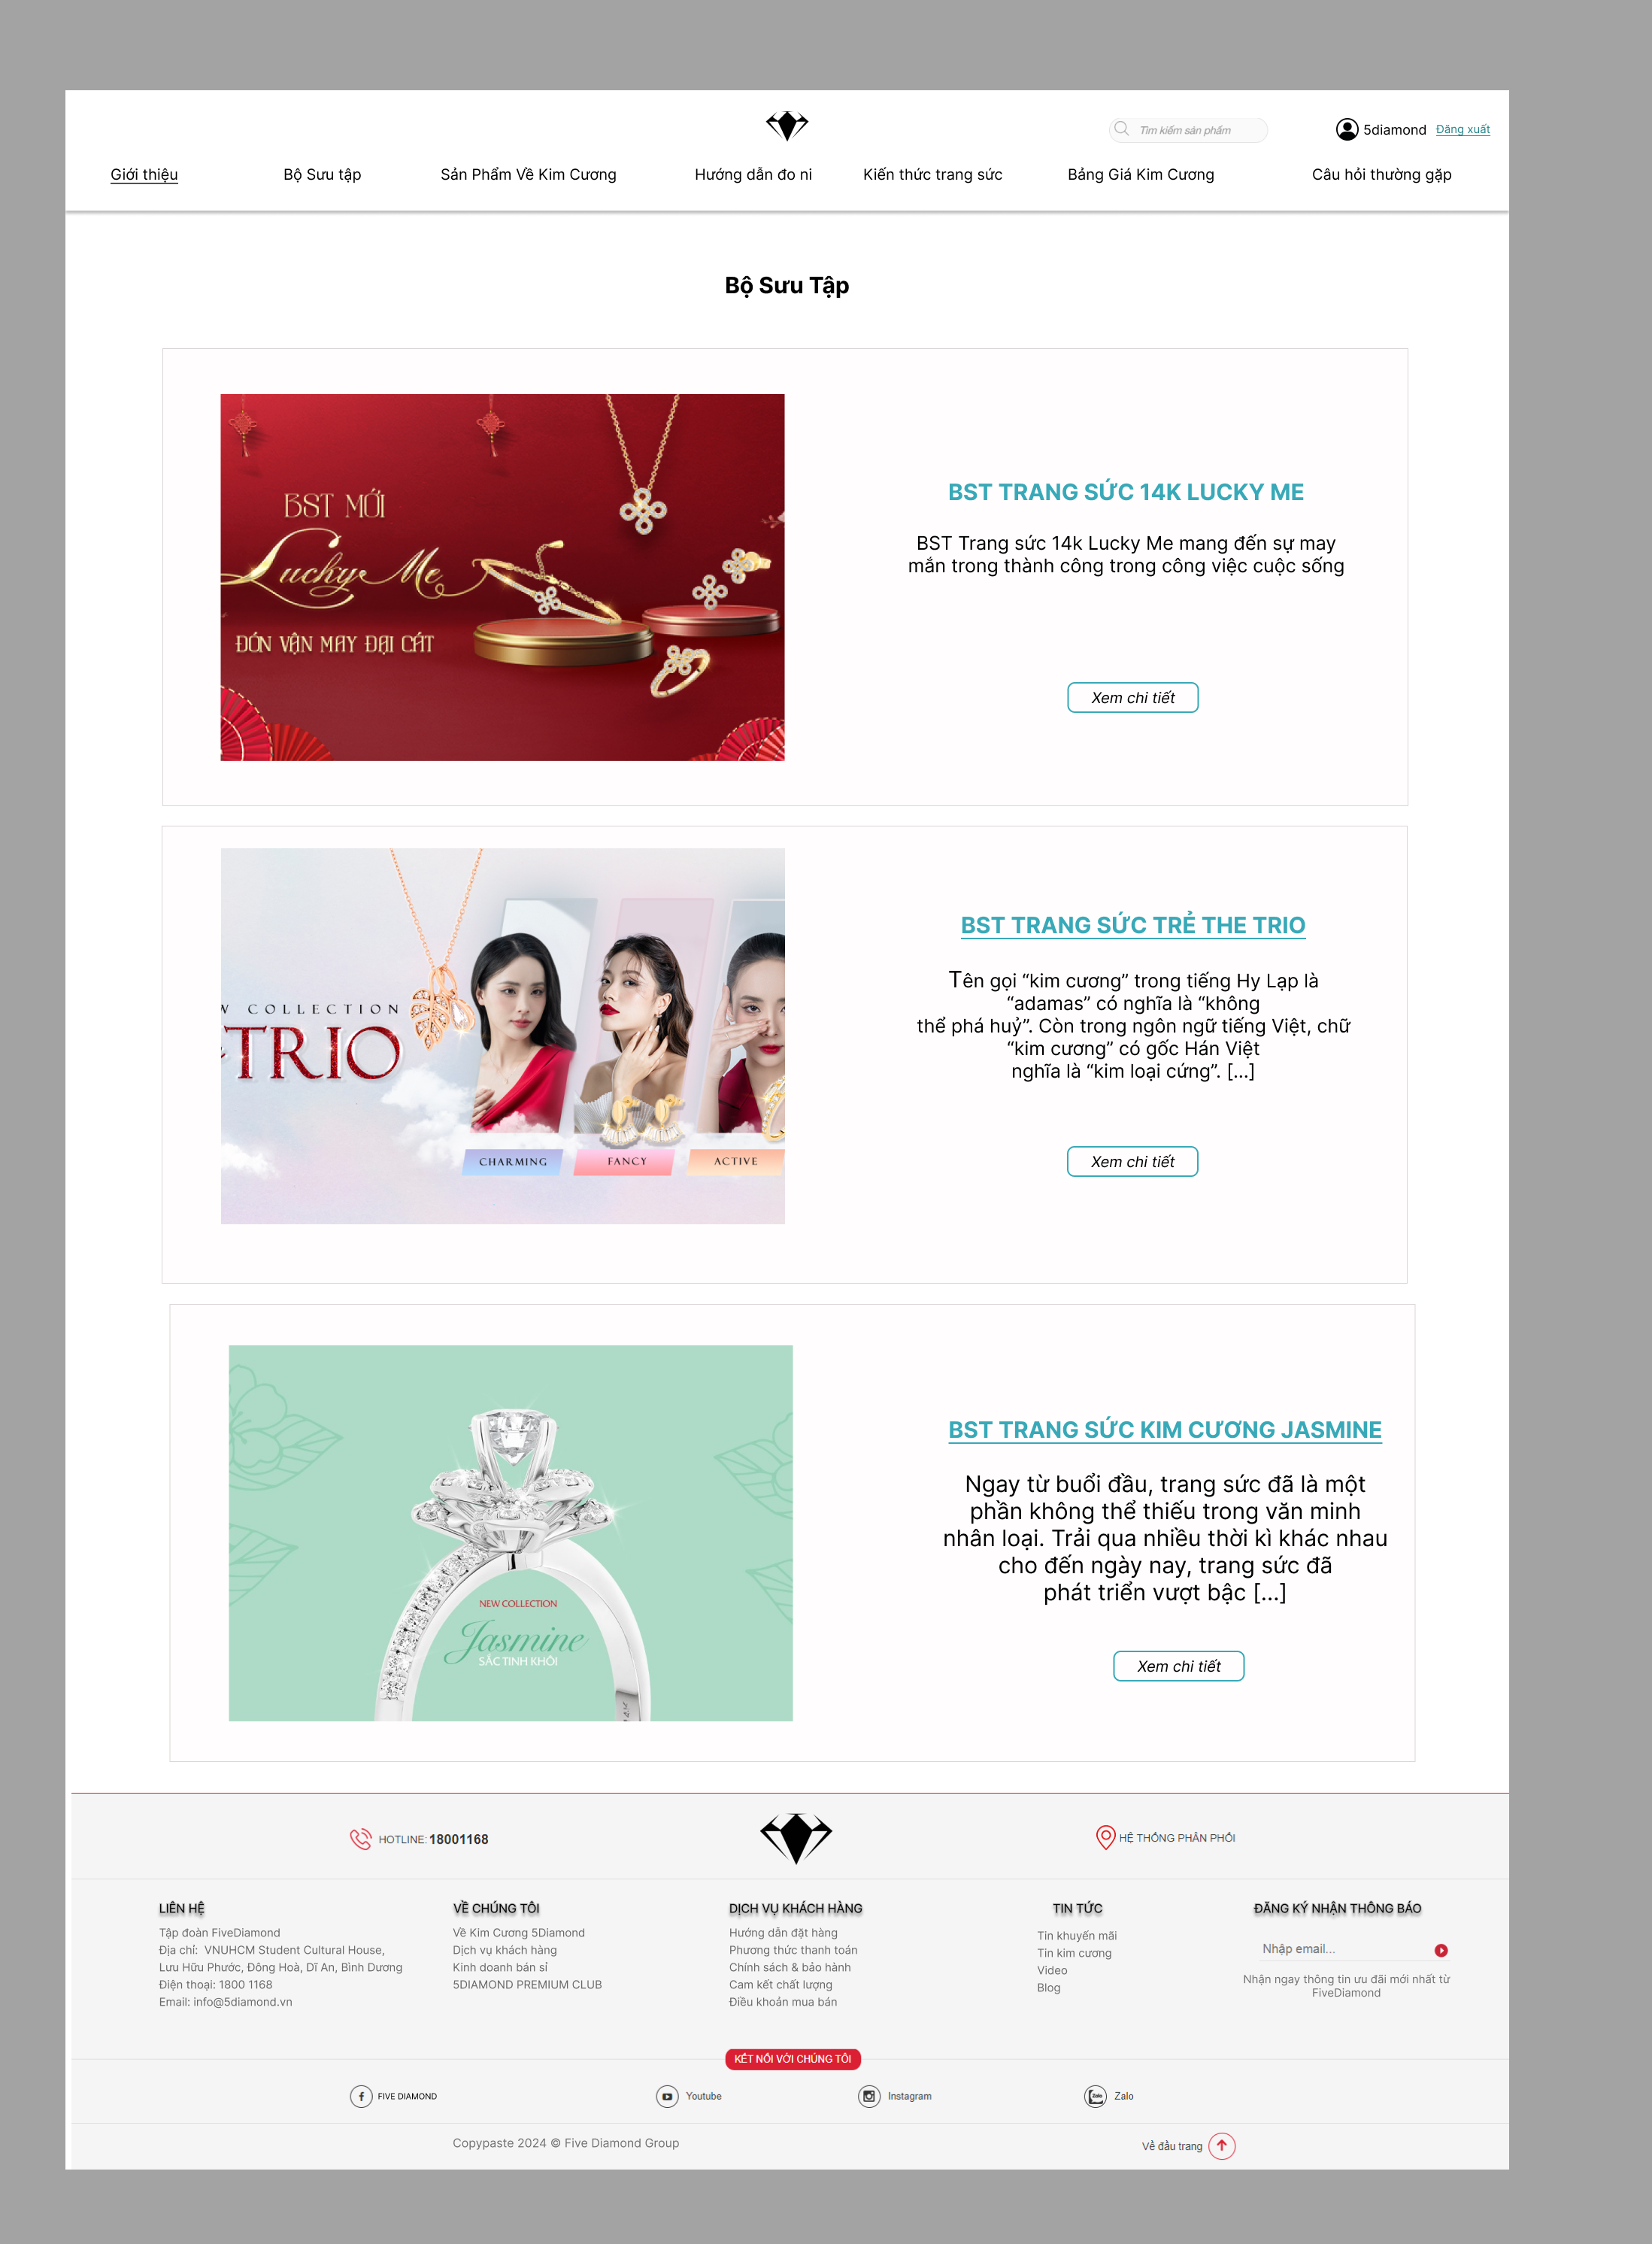 Tìm kiếm sản phẩm
5diamond
Đăng xuất
Giới thiệu
Bộ Sưu tập
Sản Phẩm Về Kim Cương
Hướng dẫn đo ni
Kiến thức trang sức
Bảng Giá Kim Cương
Câu hỏi thường gặp
Bộ Sưu Tập
BST MỚI
Lucky Me
ĐÓN VẬN MAY ĐẠI CÁT
BST TRANG SỨC 14K LUCKY ME
BST Trang sức 14k Lucky Me mang đến sự may
mắn trong thành công trong công việc cuộc sống
Xem chi tiết
W COLLECTION
TRIO
CHARMING
FANCY
ACTIVE
BST TRANG SỨC TRẺ THE TRIO
Tên gọi “kim cương” trong tiếng Hy Lạp là
“adamas” có nghĩa là “không
thể phá huỷ”. Còn trong ngôn ngữ tiếng Việt, chữ
“kim cương” có gốc Hán Việt
nghĩa là “kim loại cứng”. [...]
Xem chi tiết
NEW COLLECTION
Jasmine
SẮC TINH KHÔI
BST TRANG SỨC KIM CƯƠNG JASMINE
Ngay từ buổi đầu, trang sức đã là một
phần không thể thiếu trong văn minh
nhân loại. Trải qua nhiều thời kì khác nhau
cho đến ngày nay, trang sức đã
phát triển vượt bậc [...]
Xem chi tiết
HOTLINE: 18001168
HỆ THỐNG PHÂN PHỐI
LIÊN HỆ
Tập đoàn FiveDiamond
Địa chỉ: VNUHCM Student Cultural House,
Lưu Hữu Phước, Đông Hoà, Dĩ An, Bình Dương
Điện thoại: 1800 1168
Email: info@5diamond.vn
VỀ CHÚNG TÔI
Về Kim Cương 5Diamond
Dịch vụ khách hàng
Kinh doanh bán sỉ
5DIAMOND PREMIUM CLUB
DỊCH VỤ KHÁCH HÀNG
Hướng dẫn đặt hàng
Phương thức thanh toán
Chính sách & bảo hành
Cam kết chất lượng
Điều khoản mua bán
TIN TỨC
Tin khuyến mãi
Tin kim cương
Video
Blog
ĐĂNG KÝ NHẬN THÔNG BÁO
Nhập email...
Nhận ngay thông tin ưu đãi mới nhất từ
FiveDiamond
KẾT NỐI VỚI CHÚNG TÔI
FIVE DIAMOND
Youtube
Instagram
Zalo
Zalo
Copypaste 2024 © Five Diamond Group
Về đầu trang